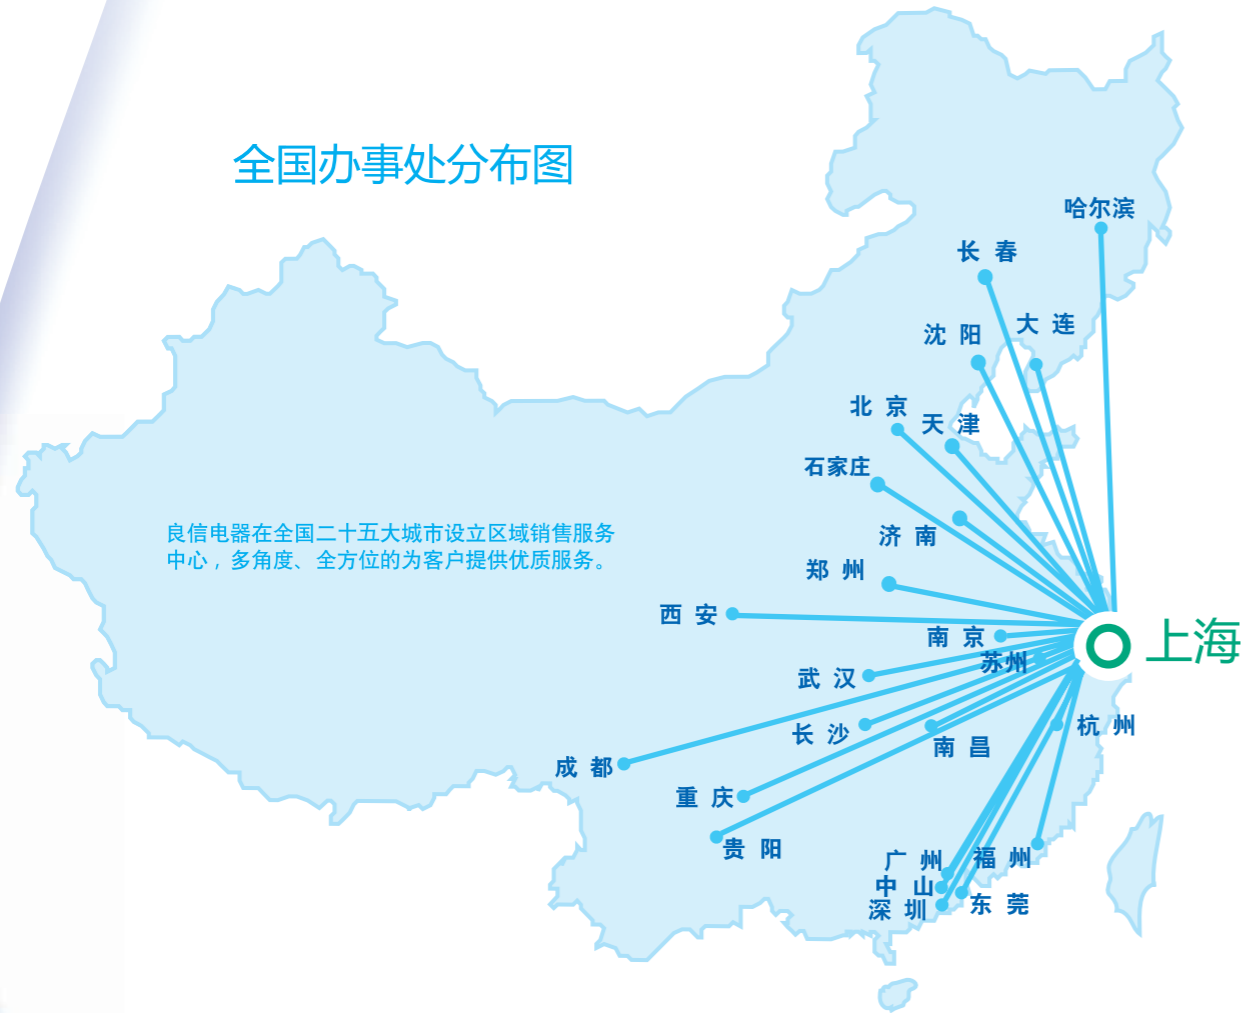 全国办事处分布图
哈尔滨
长春
大连
沈阳
北京
天津
石家庄
良信电器在全国二十五大城市设立区域销售服务
中心，多角度、全方位的为客户提供优质服务。
济南
郑州
西安
南京
上海
苏州
武汉
杭州
长沙
南昌
成都
重庆
贵阳
广州
福州
中山
深圳
东莞